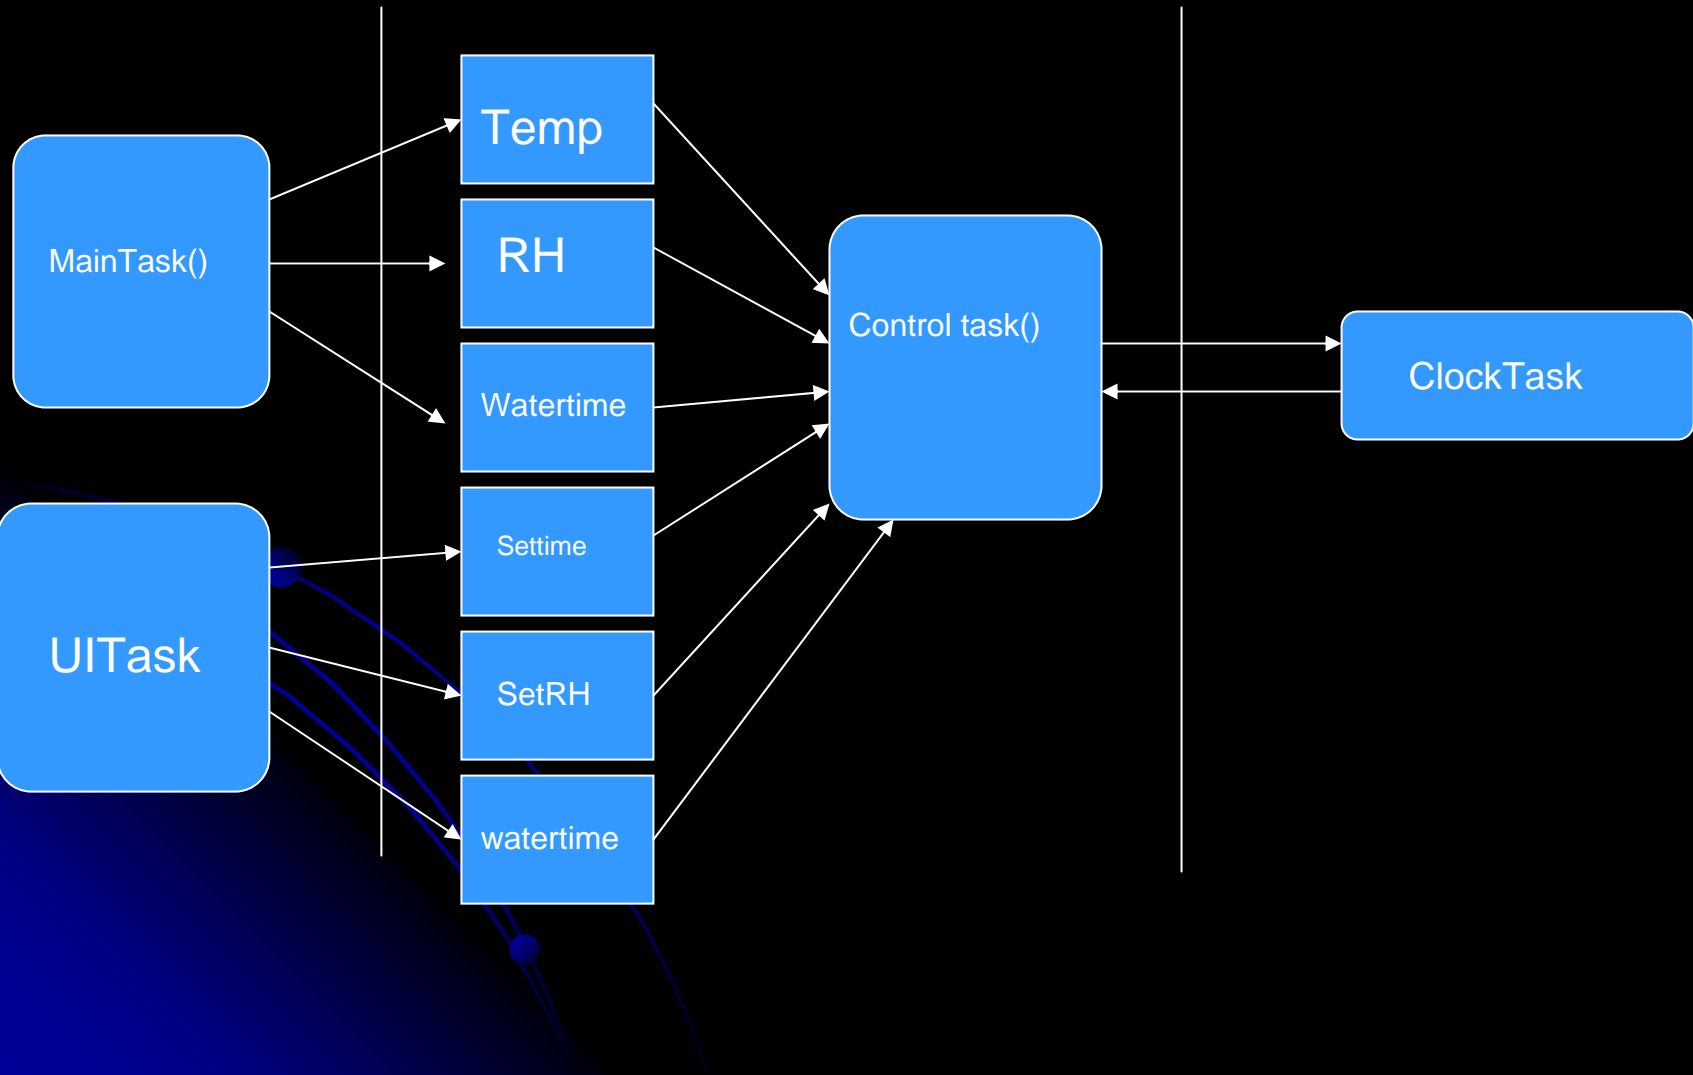 MainTask()
UITask
Temp
RH
Watertime
Settime
SetRH
watertime
Control task()
ClockTask